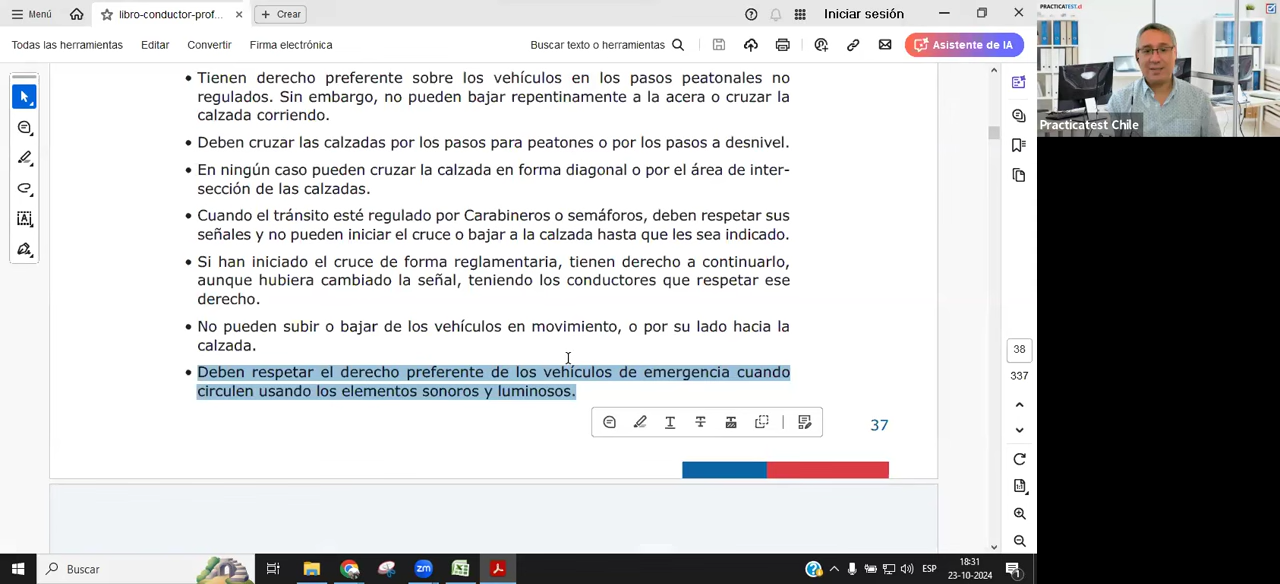 Menú
libro-conductor-prof...
Crear
Iniciar sesión
Todas las herramientas
Editar
Convertir
Firma electrónica
Buscar texto o herramientas
Asistente de IA
PRACTICATEST.cl
Practicatest Chile
• Tienen derecho preferente sobre los vehículos en los pasos peatonales no
regulados. Sin embargo, no pueden bajar repentinamente a la acera o cruzar la
calzada corriendo.
• Deben cruzar las calzadas por los pasos para peatones o por los pasos a desnivel.
• En ningún caso pueden cruzar la calzada en forma diagonal o por el área de inter-
sección de las calzadas.
• Cuando el tránsito esté regulado por Carabineros o semáforos, deben respetar sus
señales y no pueden iniciar el cruce o bajar a la calzada hasta que les sea indicado.
• Si han iniciado el cruce de forma reglamentaria, tienen derecho a continuarlo,
aunque hubiera cambiado la señal, teniendo los conductores que respetar ese
derecho.
• No pueden subir o bajar de los vehículos en movimiento, o por su lado hacia la
calzada.
• Deben respetar el derecho preferente de los vehículos de emergencia cuando
circulen usando los elementos sonoros y luminosos.
37
38
337
Buscar
zm
ESP
18:31
23-10-2024
1